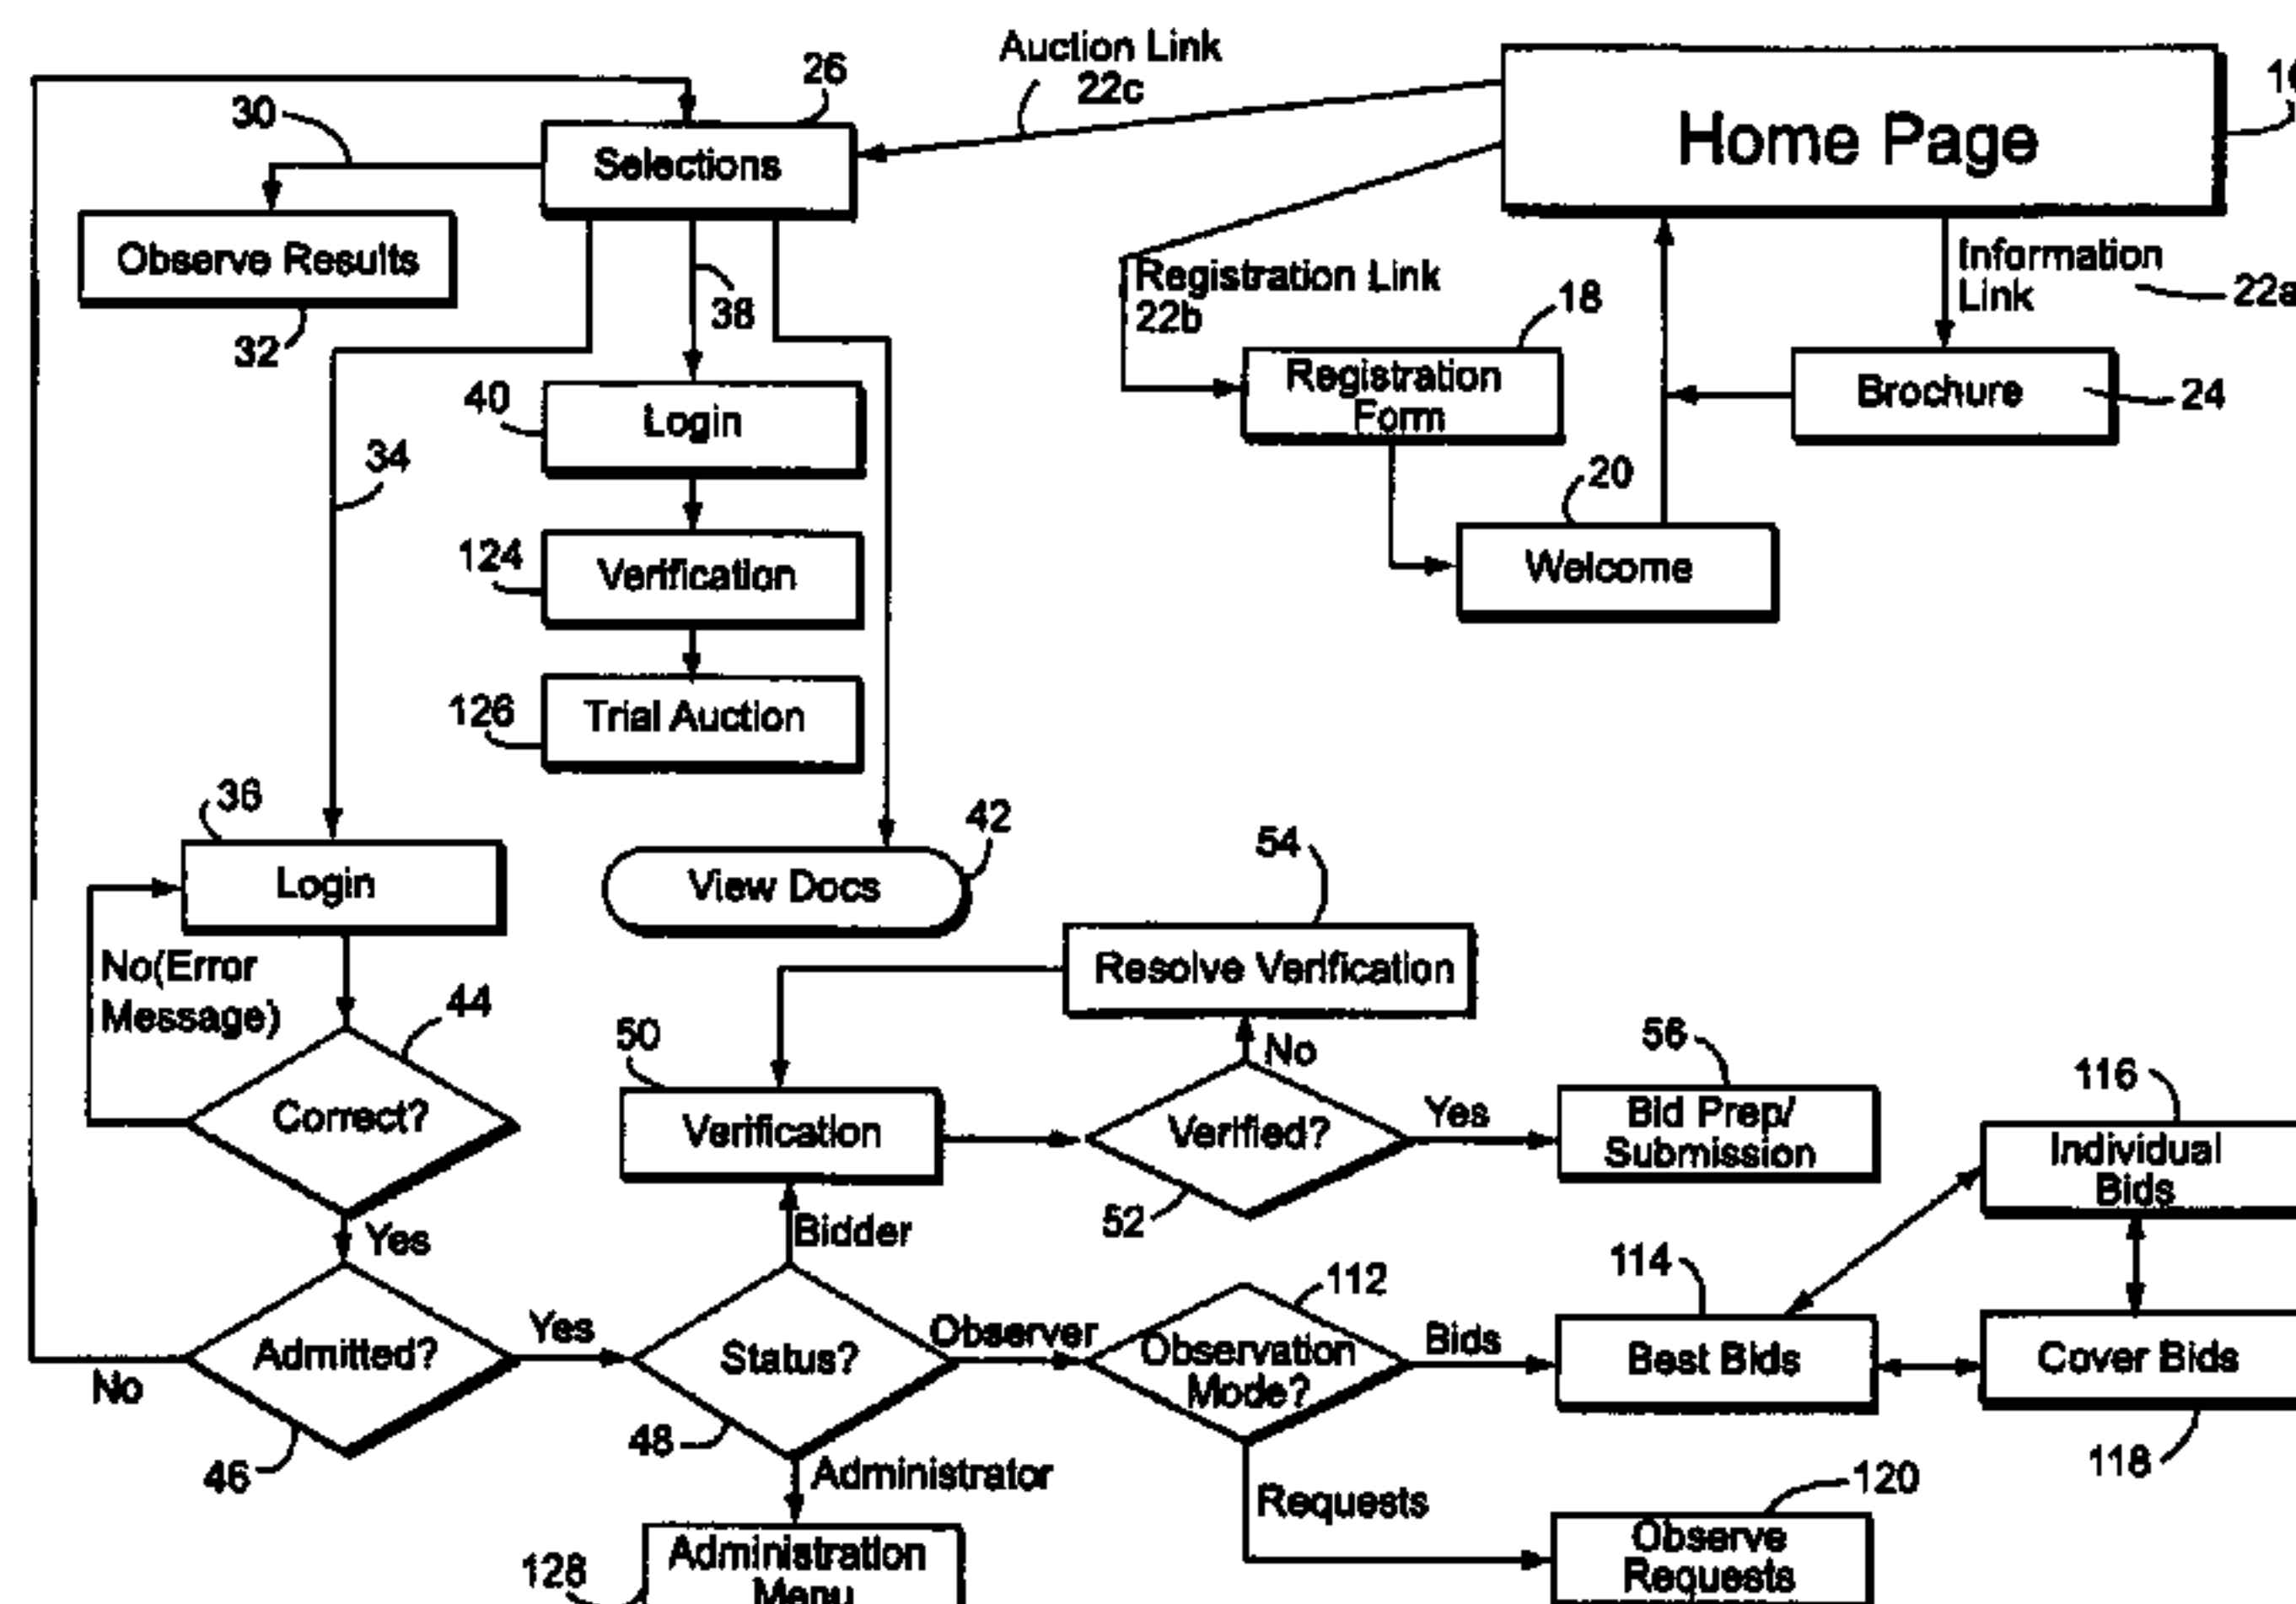 Auction Link
22c
26
30
Selections
Home Page
Observe Results
32
38
Registration Link
22b
Information
Link
22a
18
Registration
Form
Brochure
24
40
Login
34
20
Welcome
124
Verification
126
Trial Auction
36
Login
42
View Docs
54
Resolve Verification
No(Error
Message)
44
Correct?
50
Verification
No
Verified?
52
Yes
56
Bid Prep/
Submission
116
Individual
Bids
Yes
Bidder
Admitted?
No
46
Yes
Status?
48
Observer
112
Observation
Mode?
Bids
114
Best Bids
Cover Bids
118
Administrator
Requests
120
Observe
Requests
128
Administration
Menu